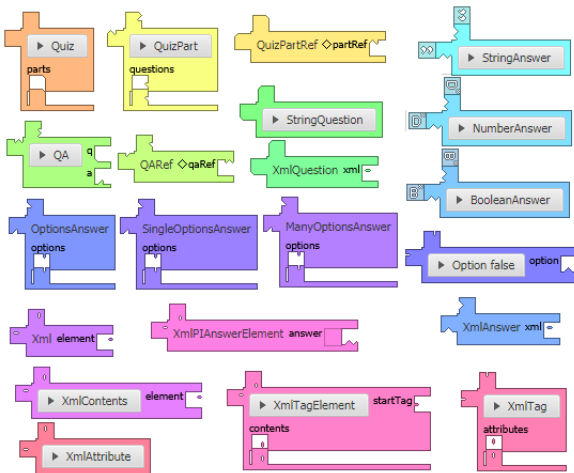 Quiz
parts
QuizPart
questions
QuizPartRef ◇partRef
StringAnswer
StringQuestion
NumberAnswer
QA q
a
QARef ◇qaRef
XmlQuestion xml
BooleanAnswer
OptionsAnswer
options
SingleOptionsAnswer
options
ManyOptionsAnswer
options
Option false option
Xml element
XmlPIAnswerElement answer
XmlAnswer xml
XmlContents element
XmlTagElement startTag
contents
XmlTag
attributes
XmlAttribute